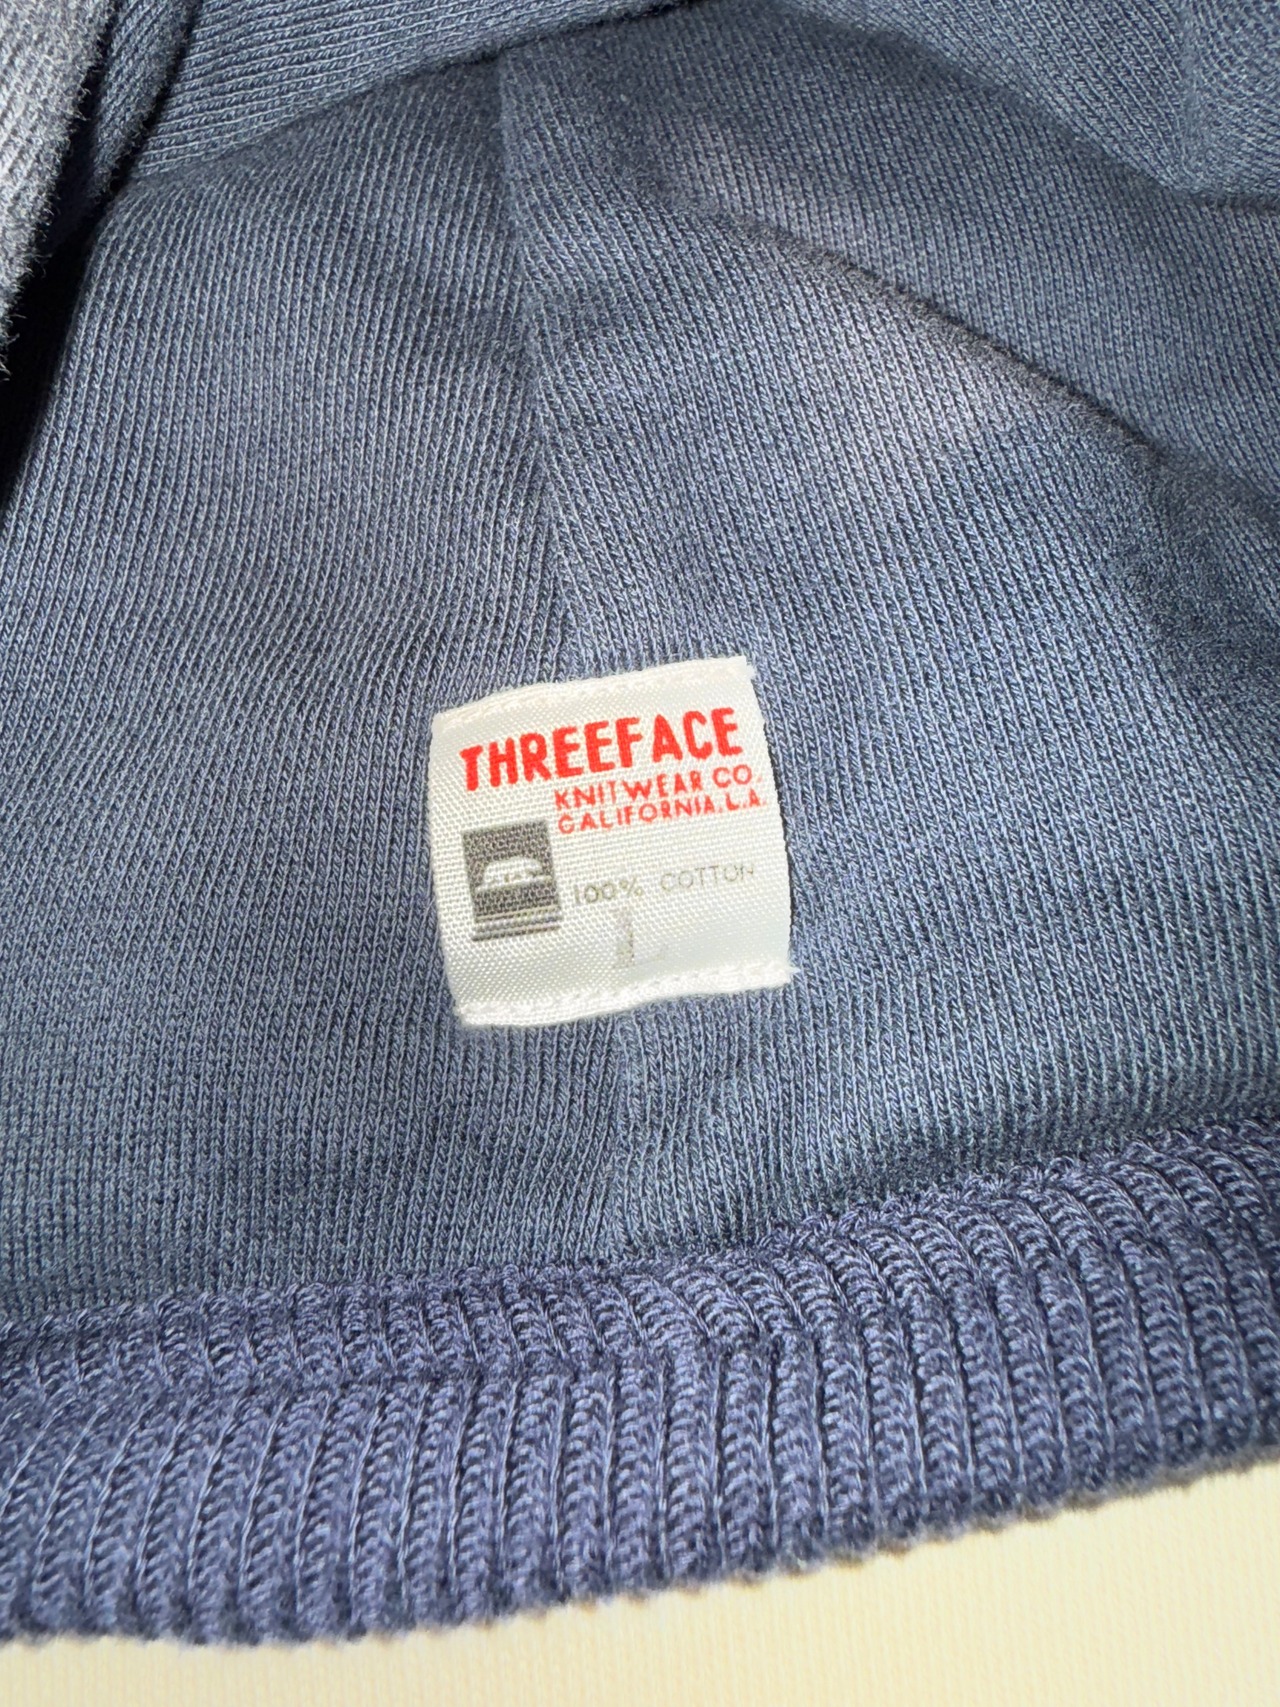 THREEFACE
KNITWEAR CO.
CALIFORNIA.L.A.
100% COTTON
L